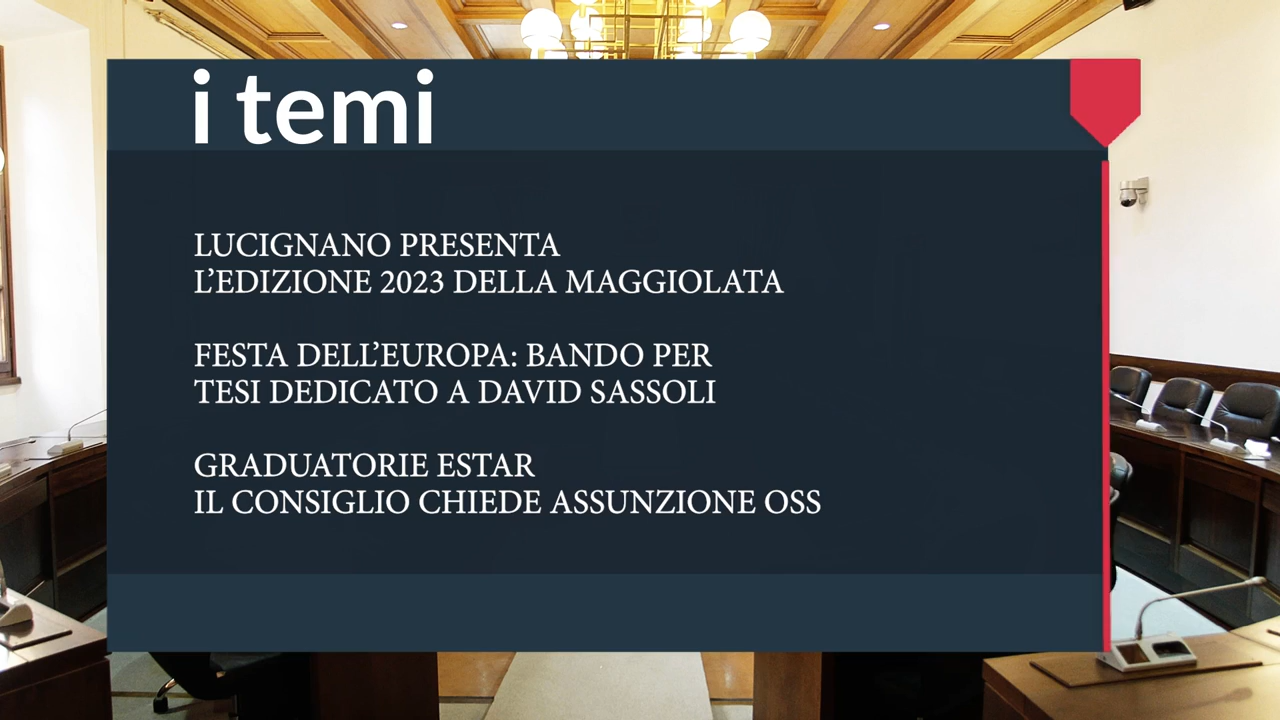 i temi
LUCIGNANO PRESENTA
L’EDIZIONE 2023 DELLA MAGGIOLATA
FESTA DELL’EUROPA: BANDO PER
TESI DEDICATO A DAVID SASSOLI
GRADUATORIE ESTAR
IL CONSIGLIO CHIEDE ASSUNZIONE OSS